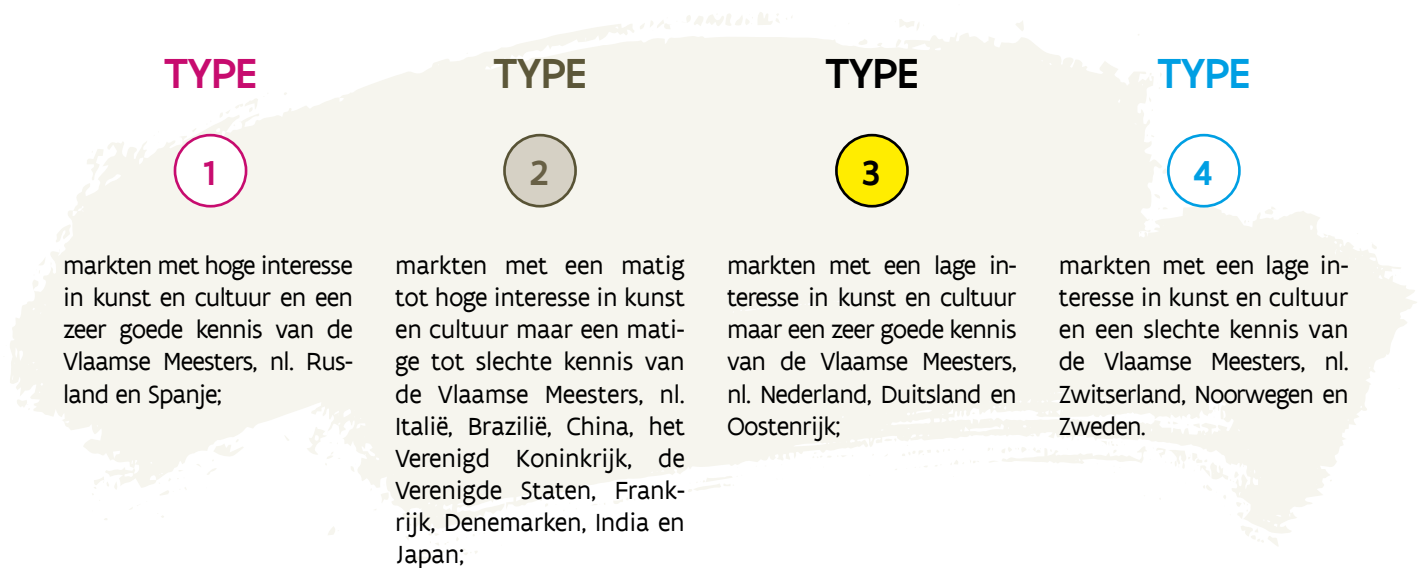 TYPE
1
markten met hoge interesse
in kunst en cultuur en een
zeer goede kennis van de
Vlaamse Meesters, nl. Rus-
land en Spanje;
TYPE
2
markten met een matig
tot hoge interesse in kunst
en cultuur maar een mati-
ge tot slechte kennis van
de Vlaamse Meesters, nl.
Italië, Brazilië, China, het
Verenigd Koninkrijk, de
Verenigde Staten, Frank-
rijk, Denemarken, India en
Japan;
TYPE
3
markten met een lage in-
teresse in kunst en cultuur
maar een zeer goede kennis
van de Vlaamse Meesters,
nl. Nederland, Duitsland en
Oostenrijk;
TYPE
4
markten met een lage in-
teresse in kunst en cultuur
en een slechte kennis van
de Vlaamse Meesters, nl.
Zwitserland, Noorwegen en
Zweden.